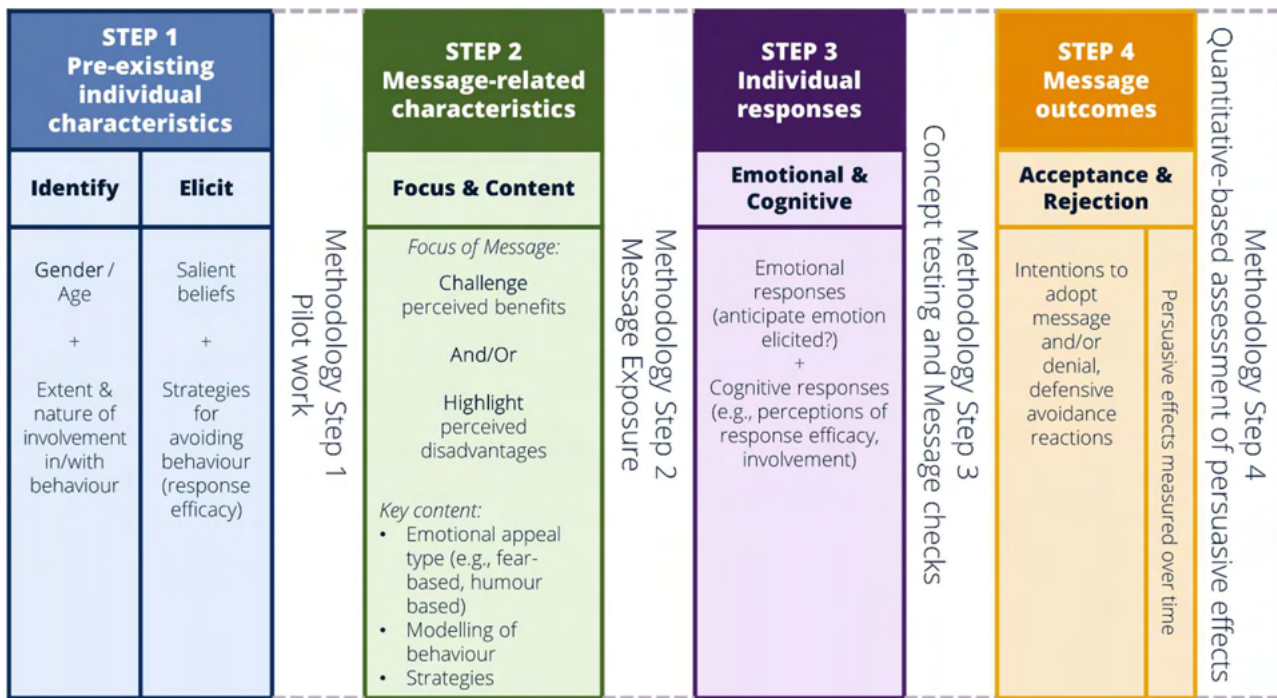 STEP 1
Pre-existing
individual
characteristics
Identify
Elicit
Gender /
Age
+
Extent &
nature of
involvement
in/with
behaviour
Salient
beliefs
+
Strategies
for
avoiding
behaviour
(response
efficacy)
Methodology Step 1
Pilot work
STEP 2
Message-related
characteristics
Focus & Content
Focus of Message:
Challenge
perceived benefits
And/Or
Highlight
perceived
disadvantages
Key content:
• Emotional appeal
type (e.g., fear-
based, humour
based)
• Modelling of
behaviour
• Strategies
Methodology Step 2
Message Exposure
STEP 3
Individual
responses
Emotional &
Cognitive
Emotional
responses
(anticipate emotion
elicited?)
+
Cognitive responses
(e.g., perceptions of
response efficacy,
involvement)
Methodology Step 3
Concept testing and Message checks
STEP 4
Message
outcomes
Acceptance &
Rejection
Intentions to
adopt
message
and/or
denial,
defensive
avoidance
reactions
Persuasive effects measured over time
Methodology Step 4
Quantitative-based assessment of persuasive effects